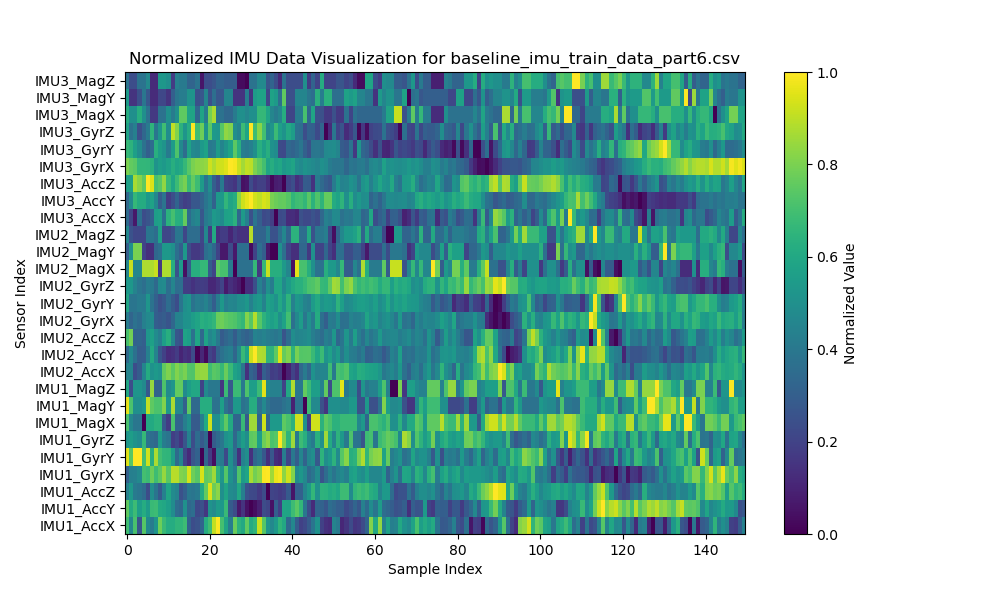 Normalized IMU Data Visualization for baseline_imu_train_data_part6.csv
IMU3_MagZ
IMU3_MagY
IMU3_MagX
IMU3_GyrZ
IMU3_GyrY
IMU3_GyrX
IMU3_AccZ
IMU3_AccY
IMU3_AccX
IMU2_MagZ
IMU2_MagY
IMU2_MagX
IMU2_GyrZ
IMU2_GyrY
IMU2_GyrX
IMU2_AccZ
IMU2_AccY
IMU2_AccX
IMU1_MagZ
IMU1_MagY
IMU1_MagX
IMU1_GyrZ
IMU1_GyrY
IMU1_GyrX
IMU1_AccZ
IMU1_AccY
IMU1_AccX
Sensor Index
0 20 40 60 80 100 120 140
Sample Index
1.0
0.8
0.6
0.4
0.2
0.0
Normalized Value